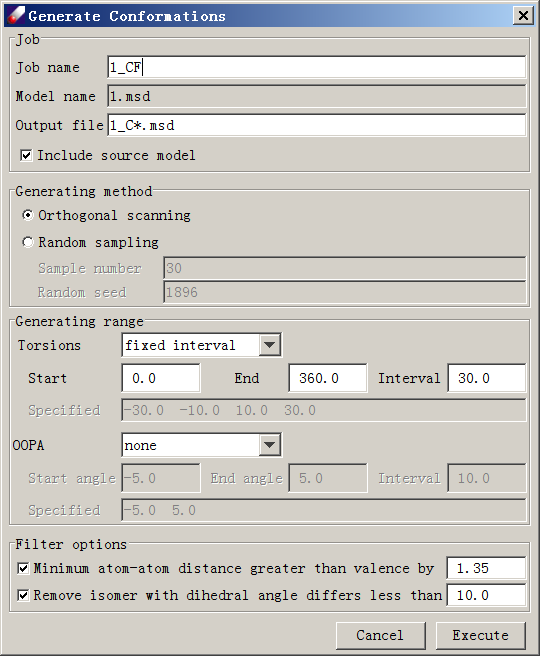 Generate Conformations
Job
Job name 1_CF
Model name 1.msd
Output file 1_C*.msd
Include source model
Generating method
Orthogonal scanning
Random sampling
Sample number 30
Random seed 1896
Generating range
Torsions fixed interval
Start 0.0 End 360.0 Interval 30.0
Specified -30.0 -10.0 10.0 30.0
OOPA none
Start angle -5.0 End angle 5.0 Interval 10.0
Specified -5.0 5.0
Filter options
Minimum atom-atom distance greater than valence by 1.35
Remove isomer with dihedral angle differs less than 10.0
Cancel Execute